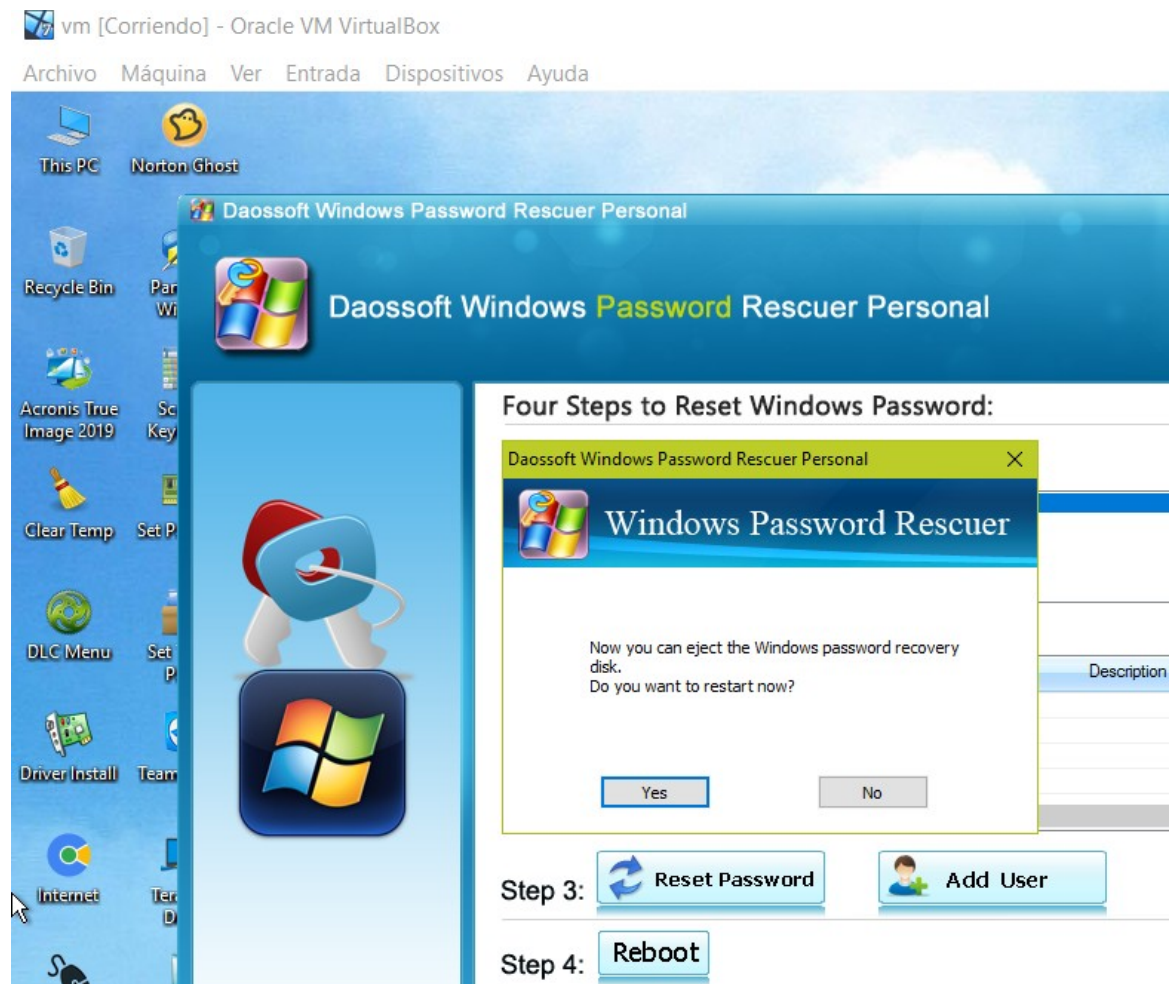 vm [Corriendo] - Oracle VM VirtualBox
Archivo Máquina Ver Entrada Dispositivos Ayuda
This PC
Norton Ghost
Daossoft Windows Password Rescuer Personal
Recycle Bin
Daossoft Windows Password Rescuer Personal
Acronis True
Image 2019
Four Steps to Reset Windows Password:
Daossoft Windows Password Rescuer Personal
Windows Password Rescuer
Clear Temp
Set
Now you can eject the Windows password recovery
disk.
Do you want to restart now?
DLC Menu
Set
Description
Driver Install
Yes
No
Internet
Step 3:
Reset Password
Add User
Step 4:
Reboot